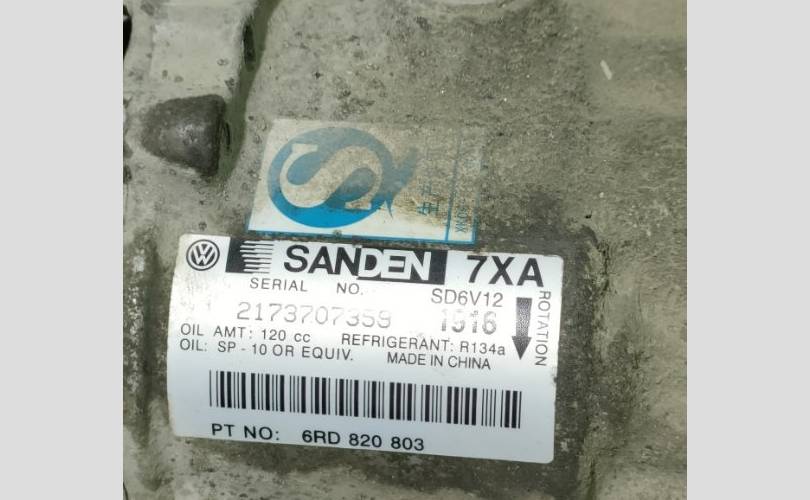 SANDEN 7XA
SERIAL NO. SD6V12
2173707359 1916
ROTATION
OIL AMT: 120 cc REFRIGERANT: R134a
OIL: SP - 10 OR EQUIV. MADE IN CHINA
PT NO: 6RD 820 803